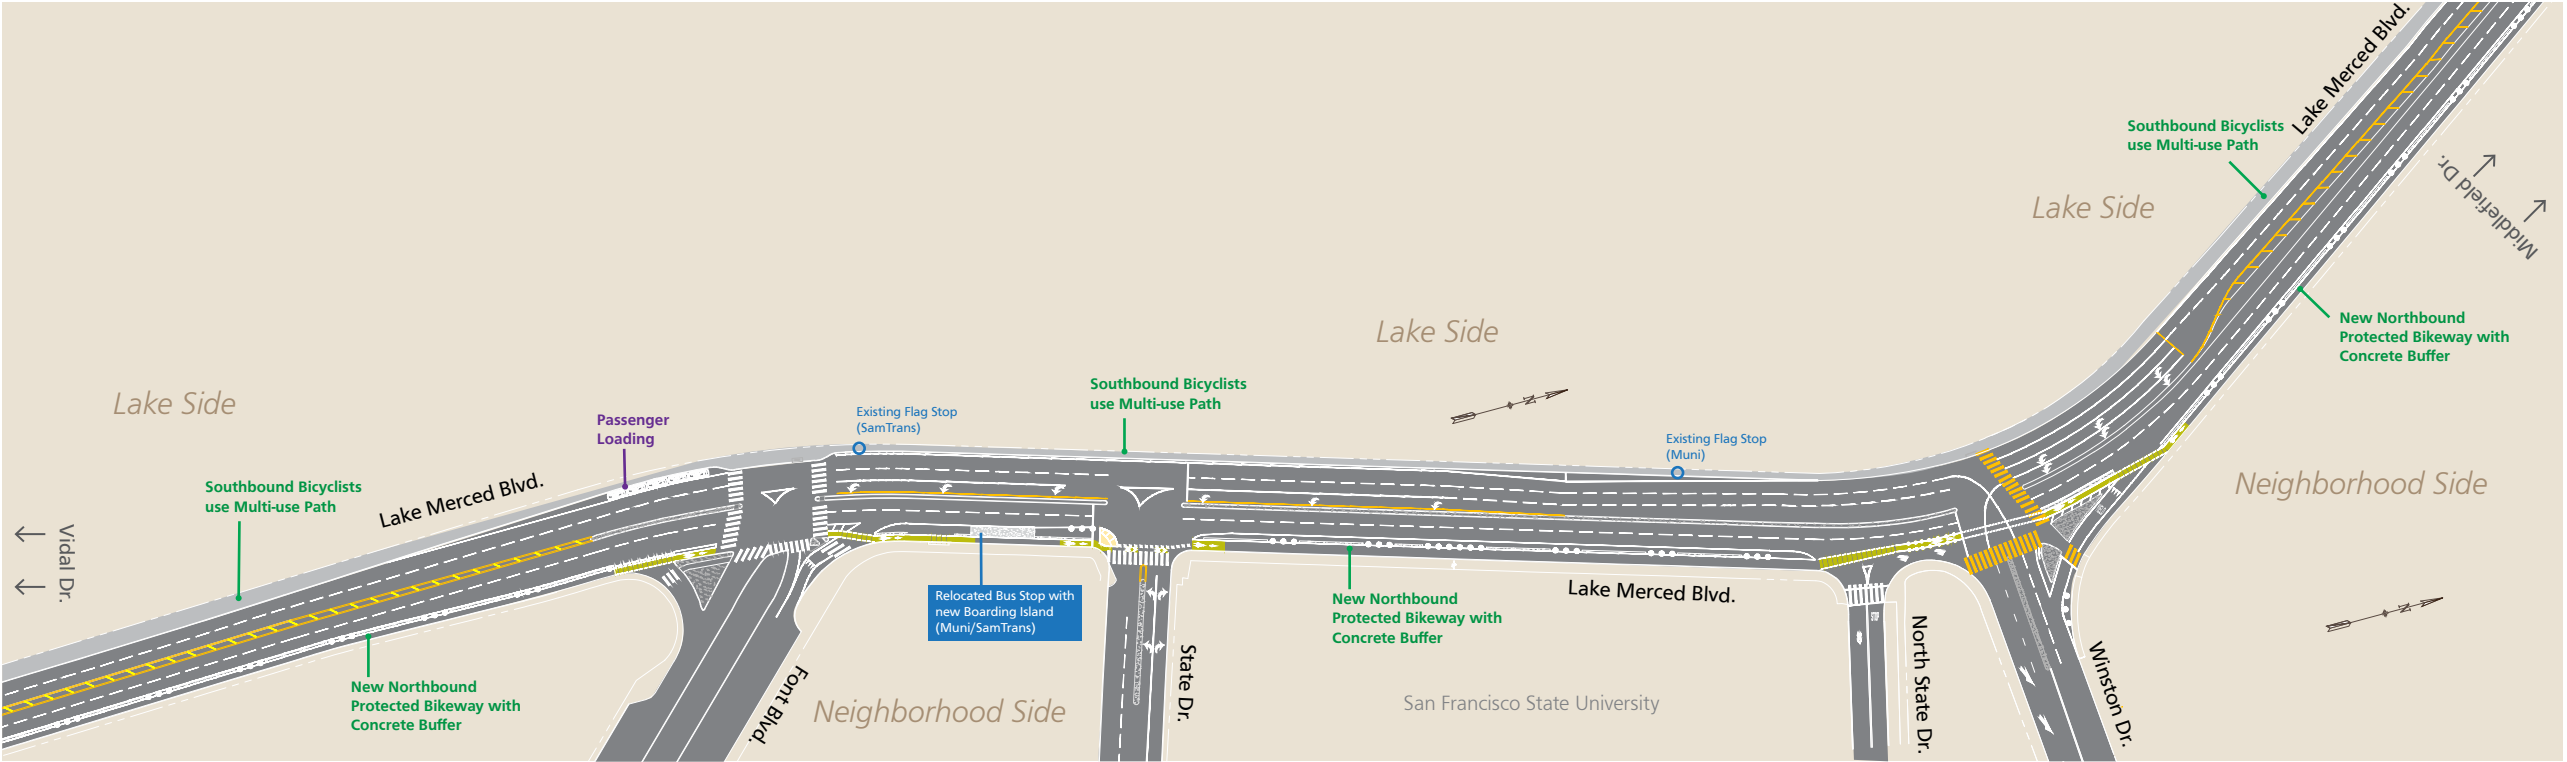 Lake Merced Blvd.
Southbound Bicyclists
use Multi-use Path
Middlefield Dr.
Lake Side
New Northbound
Protected Bikeway with
Concrete Buffer
Lake Side
N
Southbound Bicyclists
use Multi-use Path
Lake Side
Passenger
Loading
Existing Flag Stop
(SamTrans)
Existing Flag Stop
(Muni)
Neighborhood Side
Southbound Bicyclists
use Multi-use Path
Lake Merced Blvd.
Vidal Dr.
Relocated Bus Stop with
new Boarding Island
(Muni/SamTrans)
New Northbound
Protected Bikeway with
Concrete Buffer
Lake Merced Blvd.
N
New Northbound
Protected Bikeway with
Concrete Buffer
Font Blvd.
Neighborhood Side
State Dr.
San Francisco State University
North State Dr.
Winston Dr.